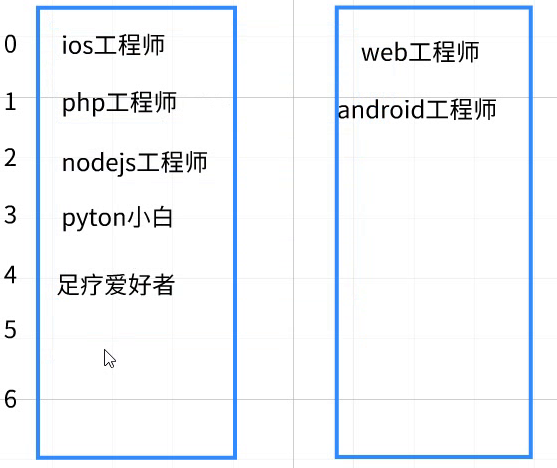 0 ios工程师 web工程师
1 php工程师 android工程师
2 nodejs工程师
3 pyton小白
4 足疗爱好者
5
6